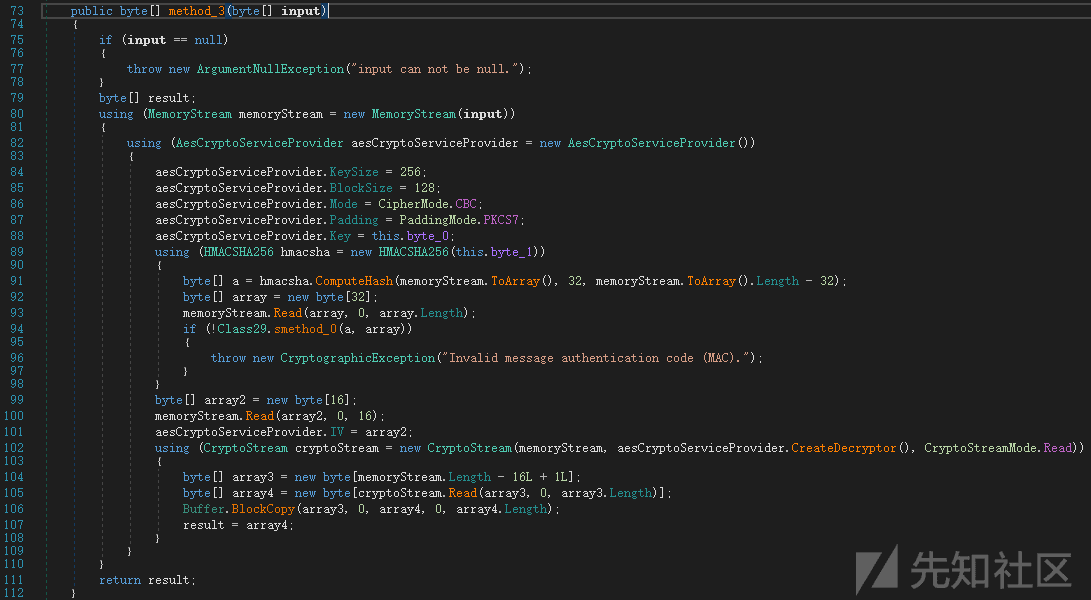 73 public byte[] method_3(byte[] input)
74 {
75 if (input == null)
76 {
77 throw new ArgumentNullException("input can not be null.");
78 }
79 byte[] result;
80 using (MemoryStream memoryStream = new MemoryStream(input))
81 {
82 using (AesCryptoServiceProvider aesCryptoServiceProvider = new AesCryptoServiceProvider())
83 {
84 aesCryptoServiceProvider.KeySize = 256;
85 aesCryptoServiceProvider.BlockSize = 128;
86 aesCryptoServiceProvider.Mode = CipherMode.CBC;
87 aesCryptoServiceProvider.Padding = PaddingMode.PKCS7;
88 aesCryptoServiceProvider.Key = this.byte_0;
89 using (HMACSHA256 hmacsha = new HMACSHA256(this.byte_1))
90 {
91 byte[] a = hmacsha.ComputeHash(memoryStream.ToArray(), 32, memoryStream.ToArray().Length - 32);
92 byte[] array = new byte[32];
93 memoryStream.Read(array, 0, array.Length);
94 if (!Class29.smethod_0(a, array))
95 {
96 throw new CryptographicException("Invalid message authentication code (MAC).");
97 }
98 }
99 byte[] array2 = new byte[16];
100 memoryStream.Read(array2, 0, 16);
101 aesCryptoServiceProvider.IV = array2;
102 using (CryptoStream cryptoStream = new CryptoStream(memoryStream, aesCryptoServiceProvider.CreateDecryptor(), CryptoStreamMode.Read))
103 {
104 byte[] array3 = new byte[memoryStream.Length - 16L + 1L];
105 byte[] array4 = new byte[cryptoStream.Read(array3, 0, array3.Length)];
106 Buffer.BlockCopy(array3, 0, array4, 0, array4.Length);
107 result = array4;
108 }
109 }
110 }
111 return result;
112 }
先知社区